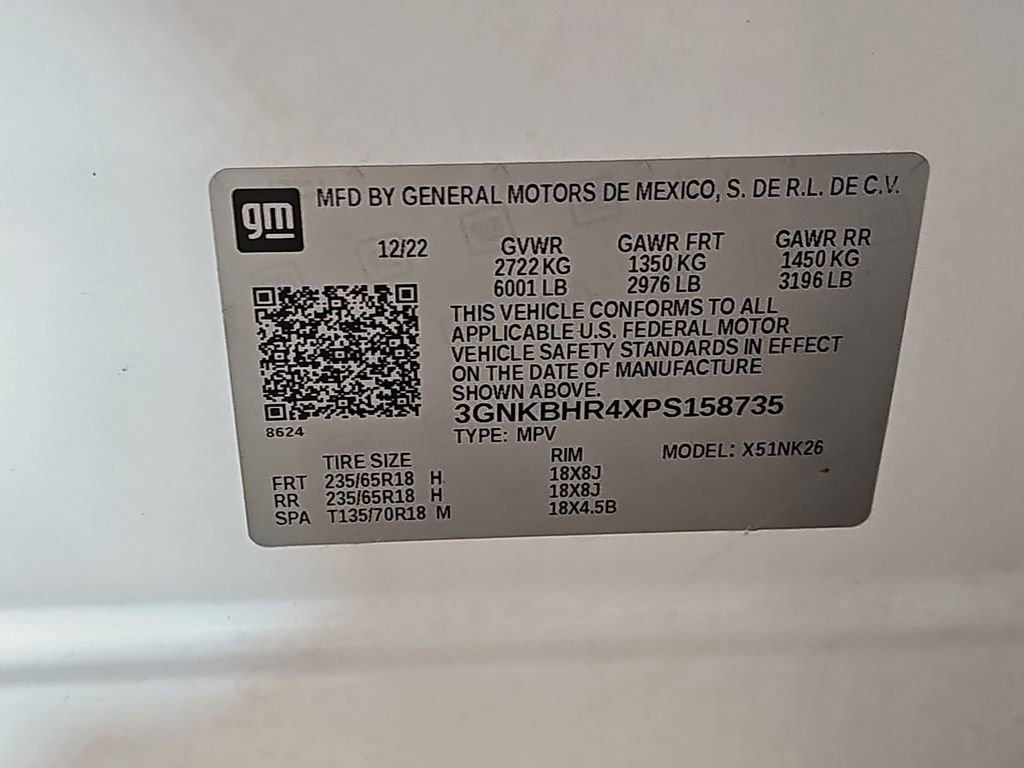 gm
MFD BY GENERAL MOTORS DE MEXICO, S. DE R.L. DE C.V.
12/22 GVWR GAWR FRT GAWR RR
2722 KG 1350 KG 1450 KG
6001 LB 2976 LB 3196 LB
THIS VEHICLE CONFORMS TO ALL
APPLICABLE U.S. FEDERAL MOTOR
VEHICLE SAFETY STANDARDS IN EFFECT
ON THE DATE OF MANUFACTURE
SHOWN ABOVE.
3GNKBHR4XPS158735
8624
TYPE: MPV
MODEL: X51NK26
TIRE SIZE RIM
FRT 235/65R18 H 18X8J
RR 235/65R18 H 18X8J
SPA T135/70R18 M 18X4.5B